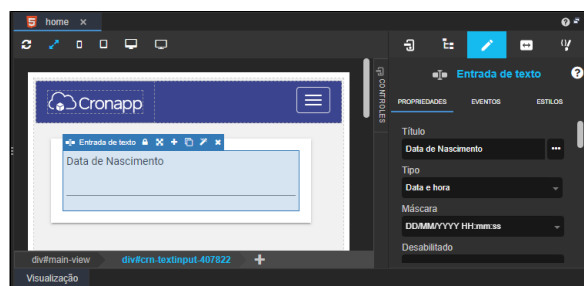 home ×
Cronapp
Entrada de texto
Data de Nascimento
div#main-view
div#crn-textinput-407822
Visualização
CONTROLES
Entrada de texto
PROPRIEDADES EVENTOS ESTILOS
Título
Data de Nascimento
Tipo
Data e hora
Máscara
DD/MM/YYYY HH:mm:ss
Desabilitado